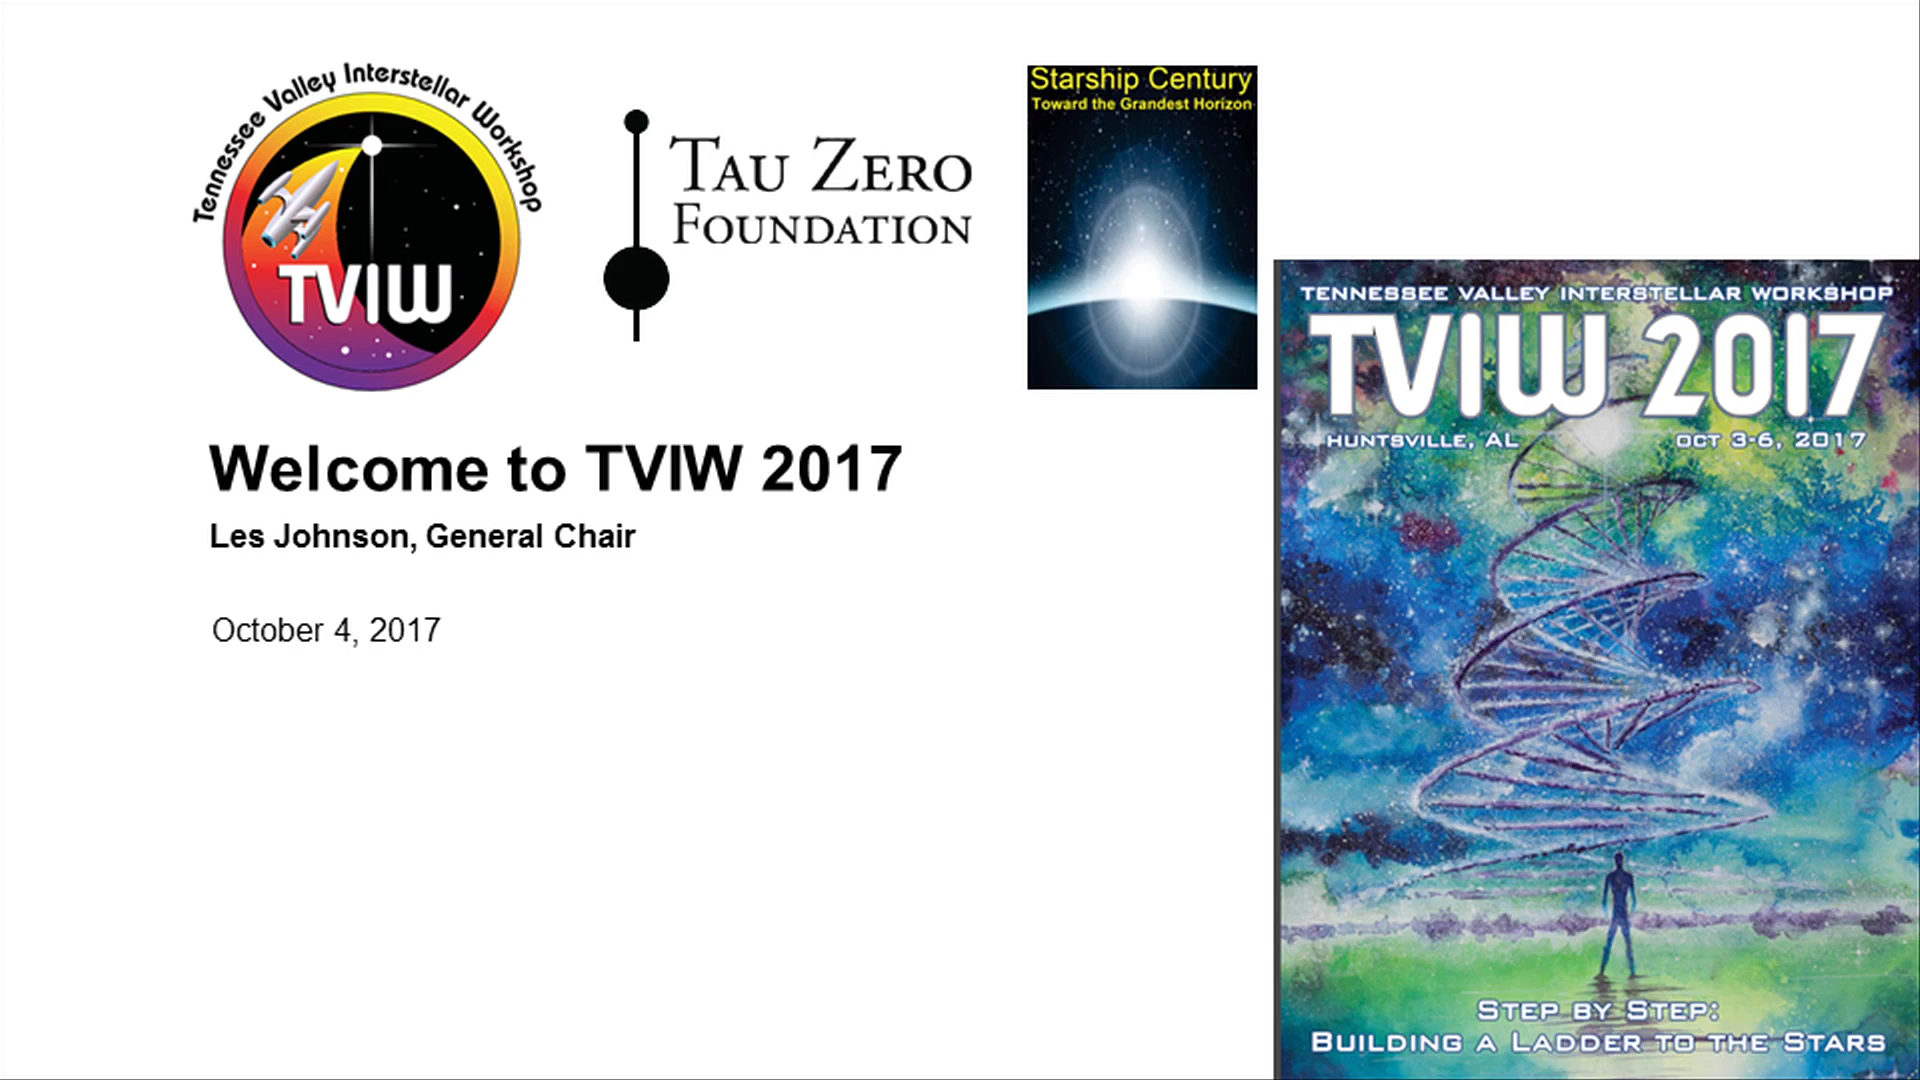 Tennessee Valley Interstellar Workshop
TVIW
TAU ZERO
FOUNDATION
Starship Century
Toward the Grandest Horizon
Welcome to TVIW 2017
Les Johnson, General Chair
October 4, 2017
TENNESSEE VALLEY INTERSTELLAR WORKSHOP
TVIW 2017
HUNTSVILLE, AL OCT 3-6, 2017
STEP BY STEP:
BUILDING A LADDER TO THE STARS